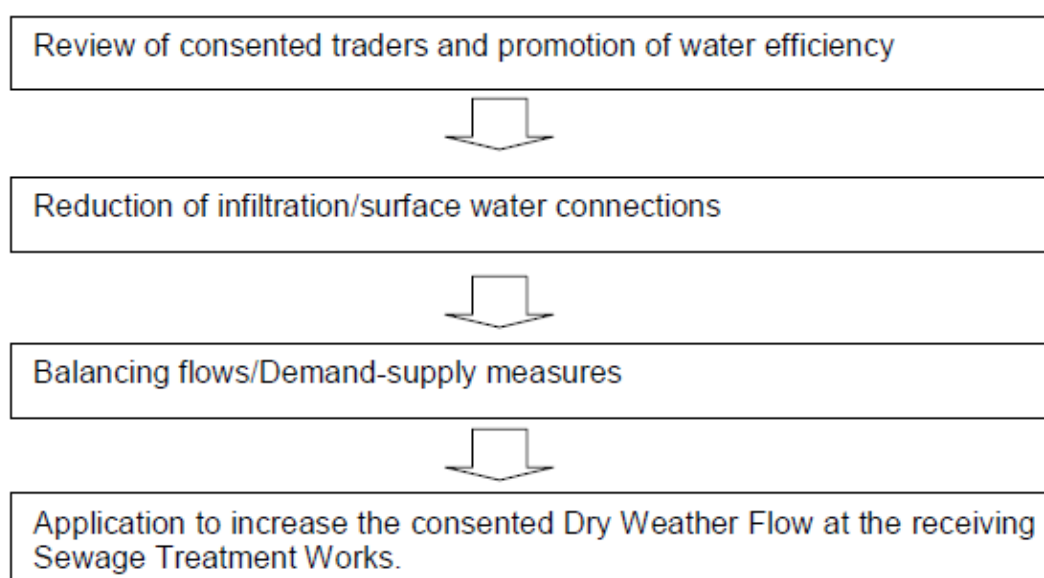 Review of consented traders and promotion of water efficiency
Reduction of infiltration/surface water connections
Balancing flows/Demand-supply measures
Application to increase the consented Dry Weather Flow at the receiving
Sewage Treatment Works.